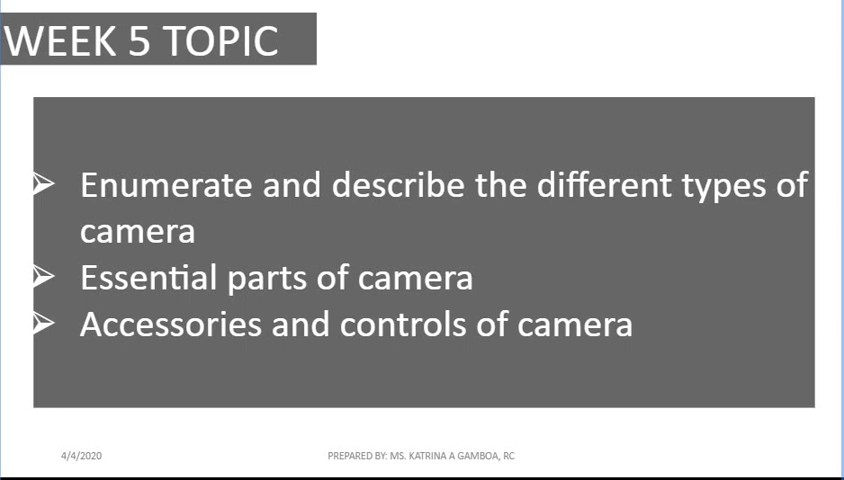 WEEK 5 TOPIC
➢ Enumerate and describe the different types of
camera
➢ Essential parts of camera
➢ Accessories and controls of camera
4/4/2020
PREPARED BY: MS. KATRINA A GAMBOA, RC